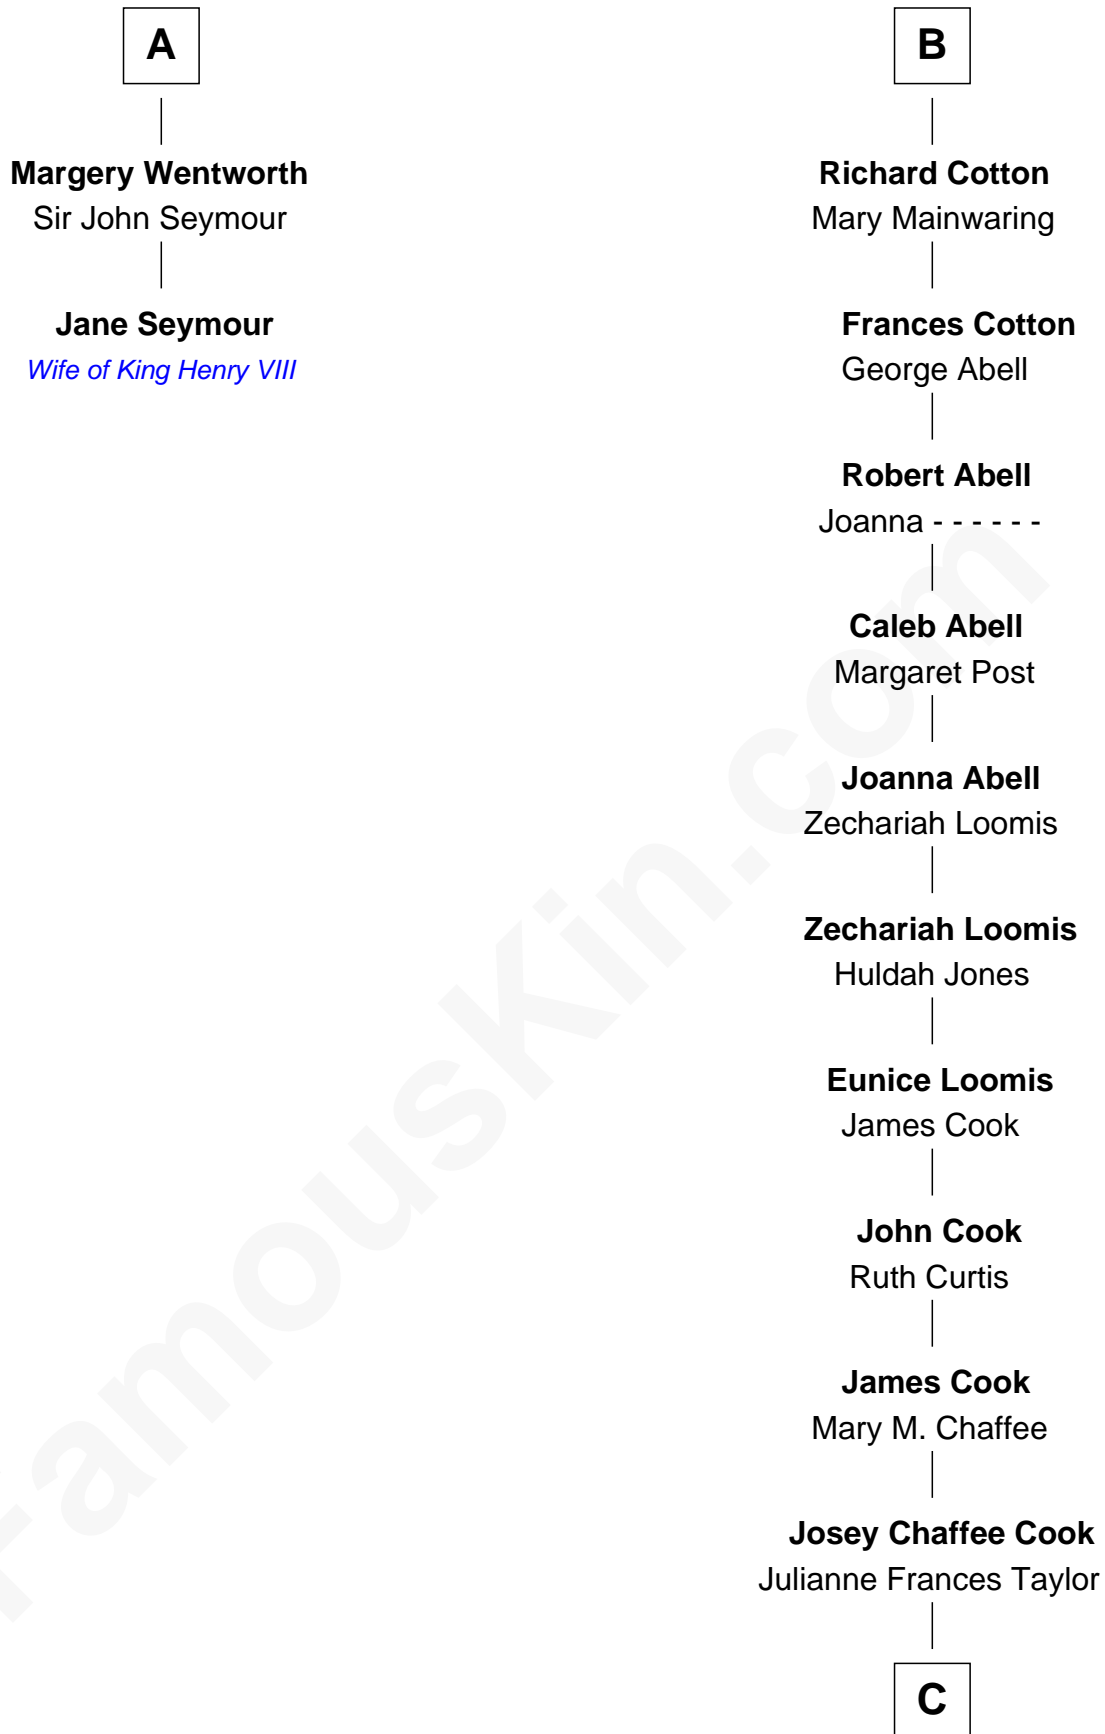 A
Margery Wentworth
Sir John Seymour
Jane Seymour
Wife of King Henry VIII
B
Richard Cotton
Mary Mainwaring
Frances Cotton
George Abell
Robert Abell
Joanna - - - - - -
Caleb Abell
Margaret Post
Joanna Abell
Zechariah Loomis
Zechariah Loomis
Huldah Jones
Eunice Loomis
James Cook
John Cook
Ruth Curtis
James Cook
Mary M. Chaffee
Josey Chaffee Cook
Julianne Frances Taylor
C
FamousKin.com